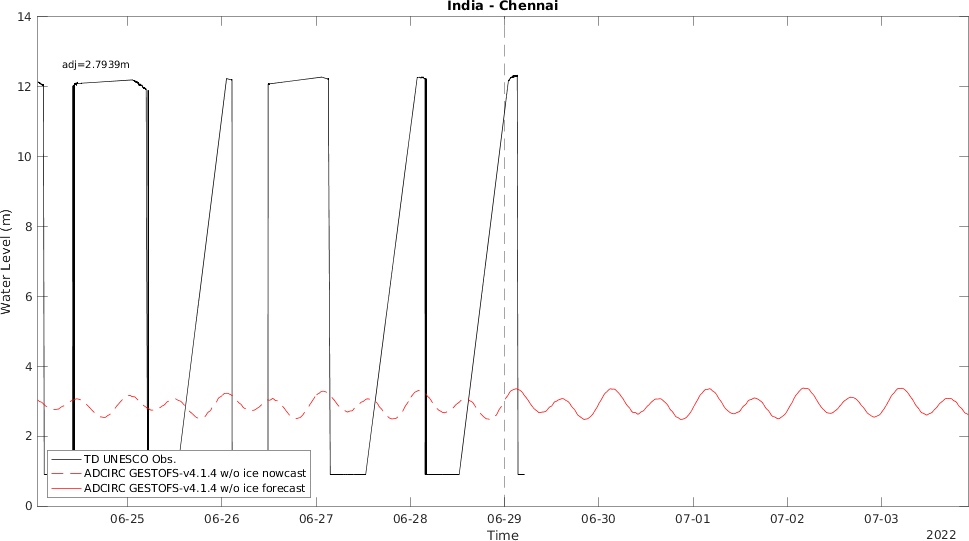 India - Chennai
14
12
10
8
6
4
2
0
Water Level (m)
adj=2.7939m
TD UNESCO Obs.
ADCIRC GESTOFS-v4.1.4 w/o ice nowcast
ADCIRC GESTOFS-v4.1.4 w/o ice forecast
06-25 06-26 06-27 06-28 06-29 06-30 07-01 07-02 07-03
Time
2022